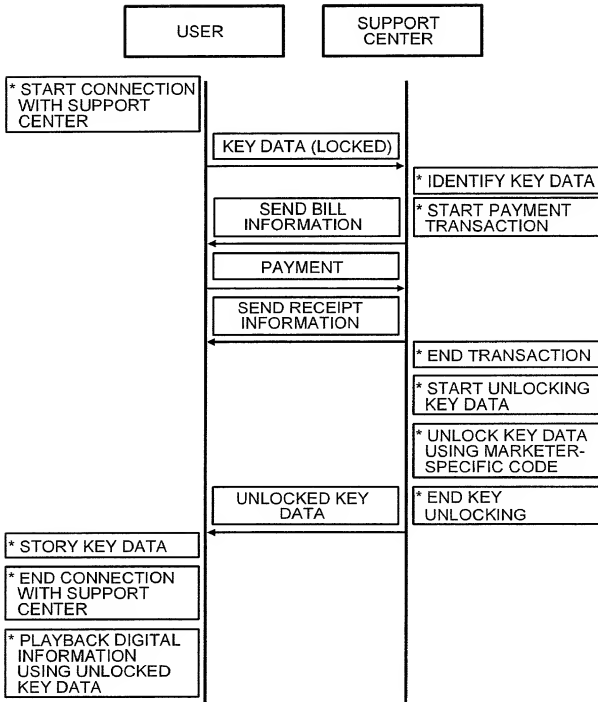 USER
SUPPORT
CENTER
* START CONNECTION
WITH SUPPORT
CENTER
KEY DATA (LOCKED)
* IDENTIFY KEY DATA
SEND BILL
INFORMATION
* START PAYMENT
TRANSACTION
PAYMENT
SEND RECEIPT
INFORMATION
* END TRANSACTION
* START UNLOCKING
KEY DATA
* UNLOCK KEY DATA
USING MARKETER-
SPECIFIC CODE
UNLOCKED KEY
DATA
* END KEY
UNLOCKING
* STORY KEY DATA
* END CONNECTION
WITH SUPPORT
CENTER
* PLAYBACK DIGITAL
INFORMATION
USING UNLOCKED
KEY DATA